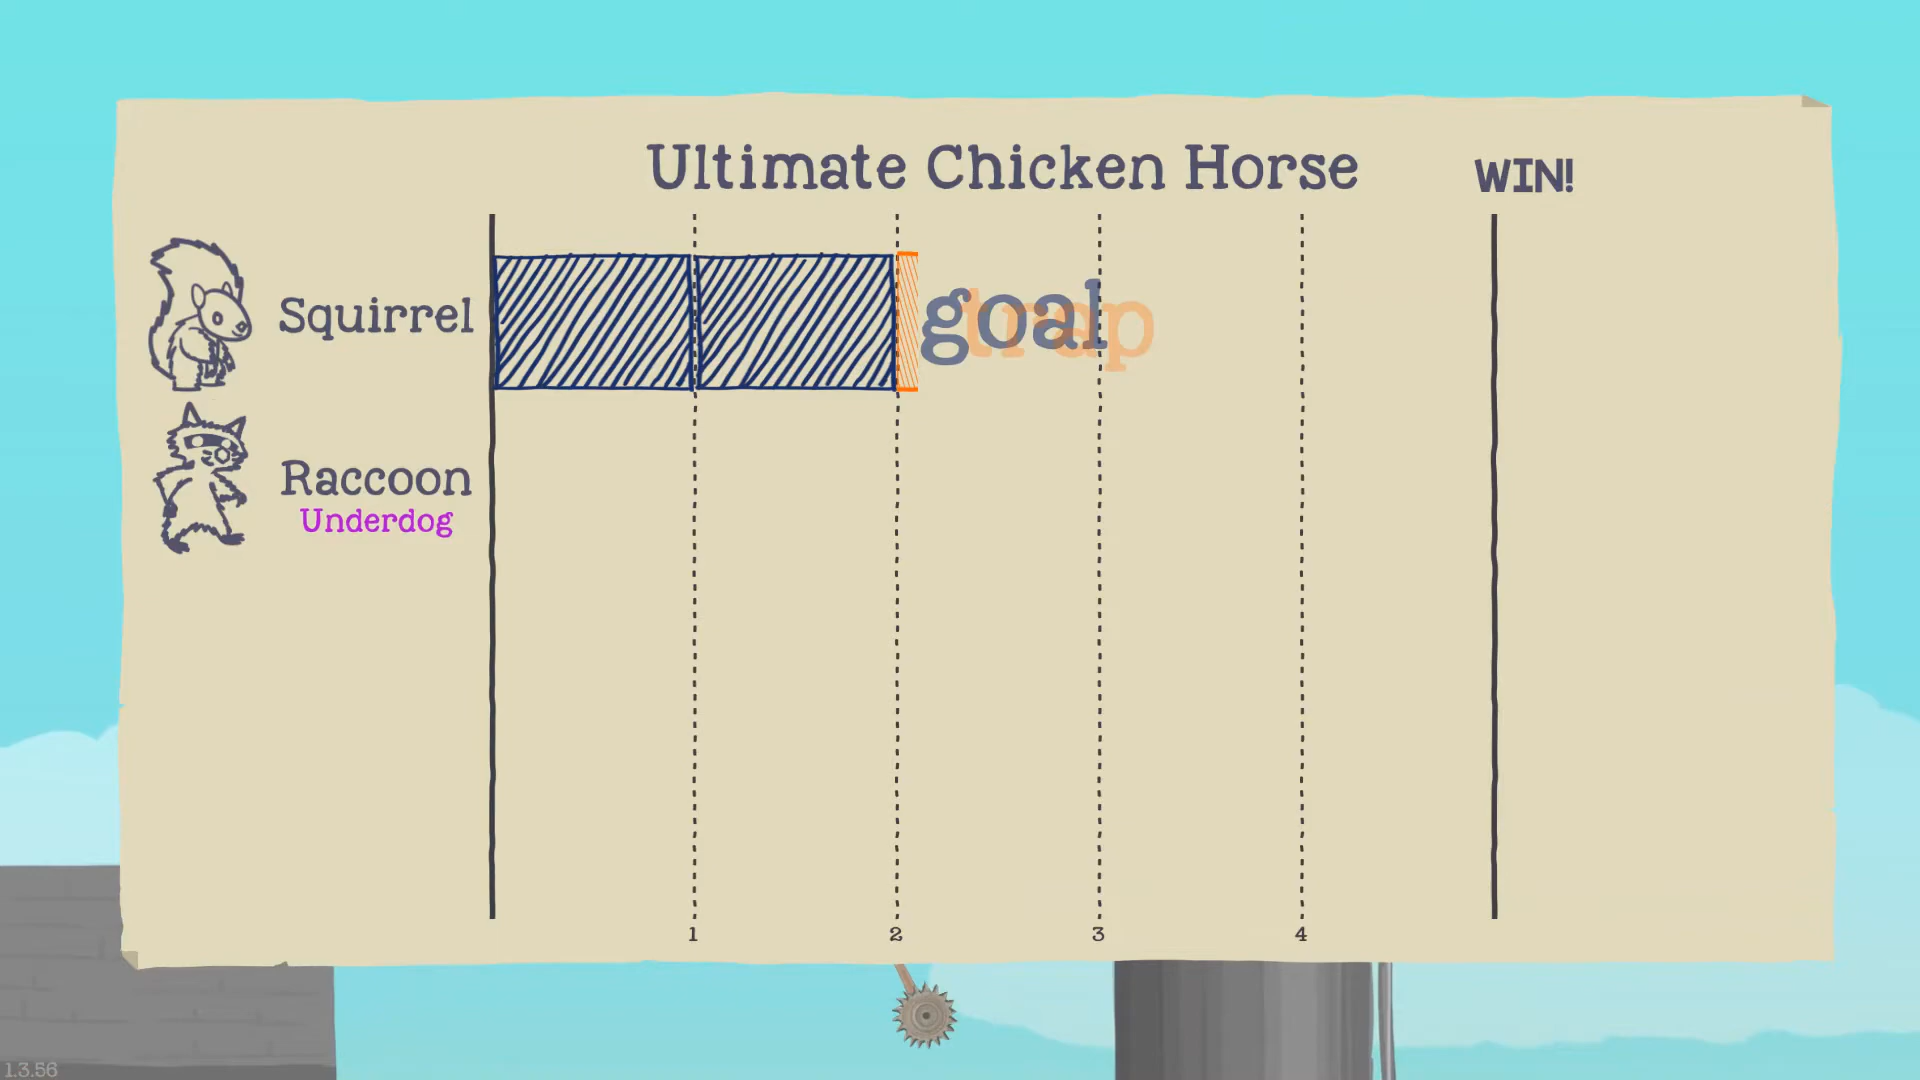 Ultimate Chicken Horse
WIN!
Squirrel
goal
trap
Raccoon
Underdog
1 2 3 4
1.3.56